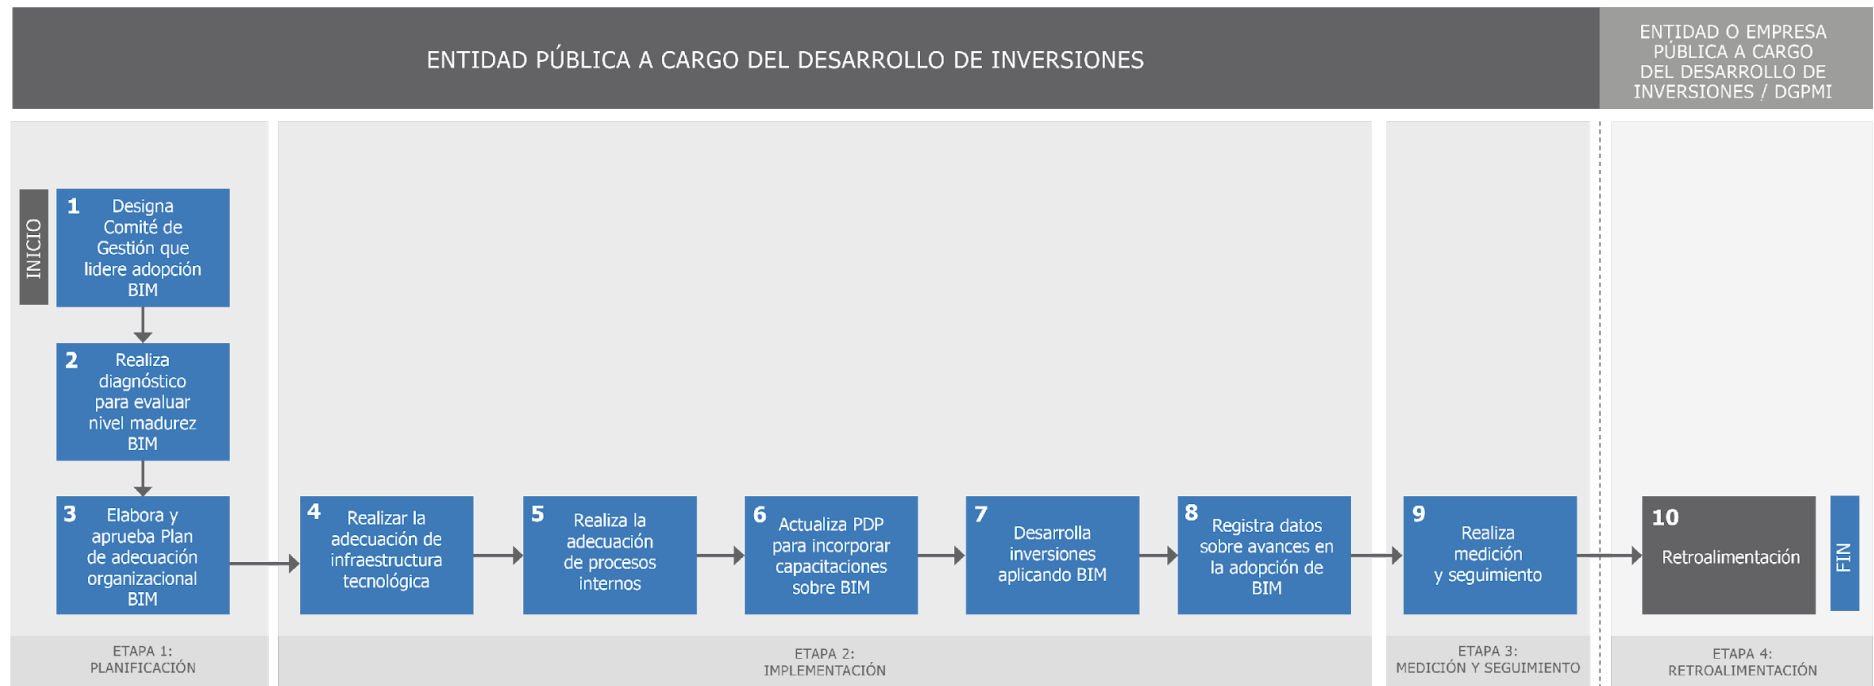 ENTIDAD PÚBLICA A CARGO DEL DESARROLLO DE INVERSIONES
ENTIDAD O EMPRESA
PÚBLICA A CARGO
DEL DESARROLLO DE
INVERSIONES / DGPMI
INICIO
1 Designa
Comité de
Gestión que
lidere adopción
BIM
2 Realiza
diagnóstico
para evaluar
nivel madurez
BIM
3 Elabora y
aprueba Plan
de adecuación
organizacional
BIM
ETAPA 1:
PLANIFICACIÓN
4 Realizar la
adecuación de
infraestructura
tecnológica
5 Realiza la
adecuación
de procesos
internos
6 Actualiza PDP
para incorporar
capacitaciones
sobre BIM
7 Desarrolla
inversiones
aplicando BIM
8 Registra datos
sobre avances en
la adopción de
BIM
ETAPA 2:
IMPLEMENTACIÓN
9 Realiza
medición
y seguimiento
ETAPA 3:
MEDICIÓN Y SEGUIMIENTO
10
Retroalimentación
FIN
ETAPA 4:
RETROALIMENTACIÓN